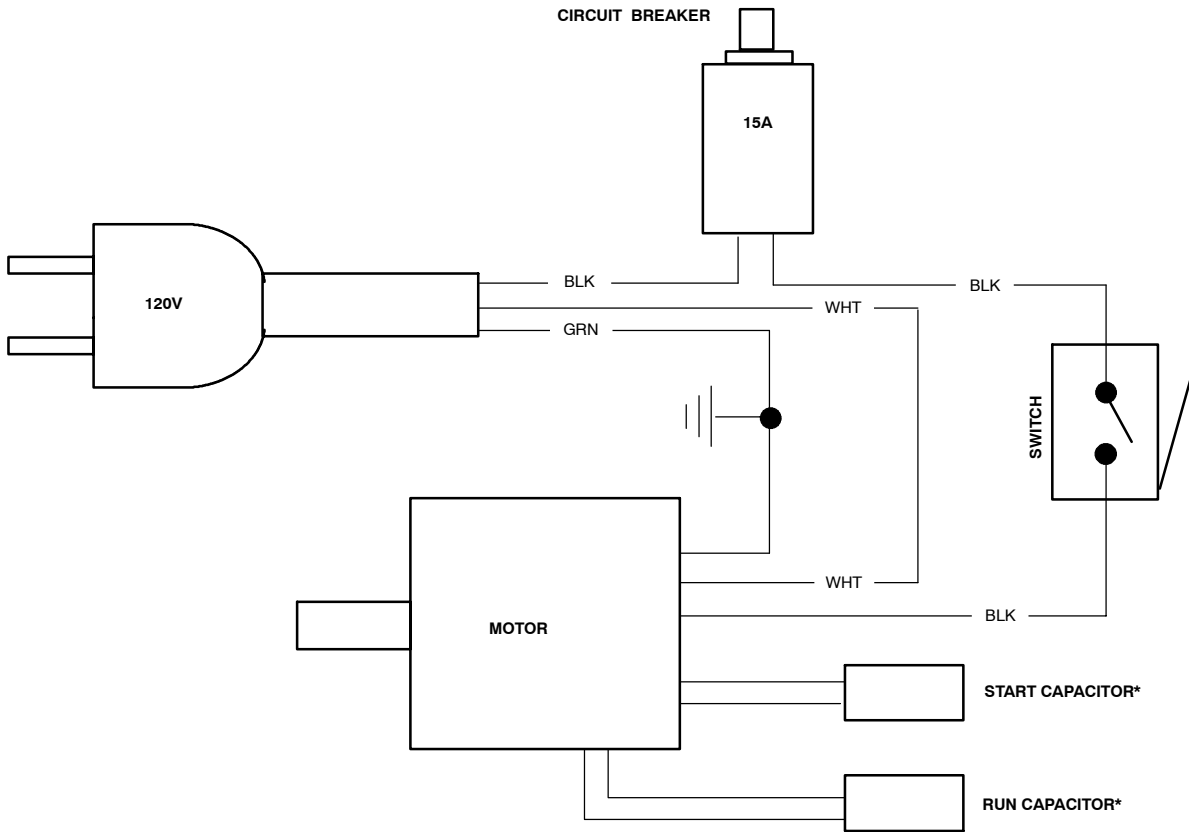 CIRCUIT BREAKER
15A
120V
BLK
BLK
WHT
GRN
SWITCH
WHT
BLK
MOTOR
START CAPACITOR*
RUN CAPACITOR*